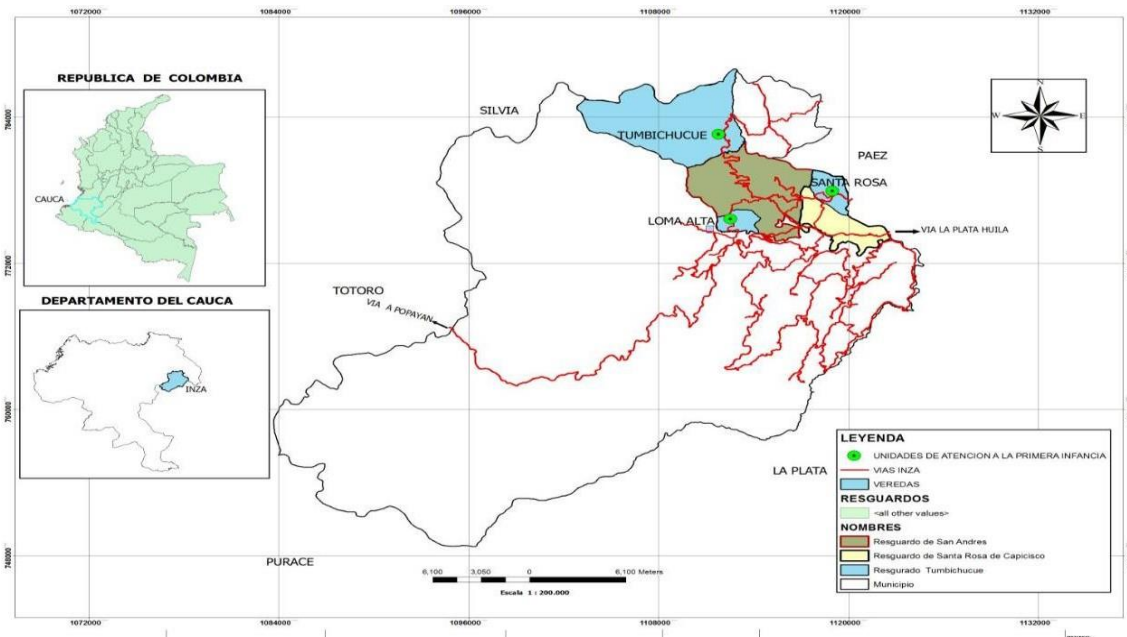 1072000 1084000 1096000 1108000 1120000 1132000
REPUBLICA DE COLOMBIA
CAUCA
DEPARTAMENTO DEL CAUCA
INZA
784000
772000
760000
748000
SILVIA
TUMBICHUCUE
PAEZ
SANTA ROSA
LOMA ALTA
VIA LA PLATA HUILA
TOTORO
VIA A POPAYAN
LA PLATA
PURACE
N
W E
S
LEYENDA
UNIDADES DE ATENCION A LA PRIMERA INFANCIA
VIAS INZA
VEREDAS
RESGUARDOS
<all other values>
NOMBRES
Resguardo de San Andres
Resguardo de Santa Rosa de Capicisco
Resgurado Tumbichucue
Municipio
6,100 3,050 0 6,100 Meters
Escala 1 : 200.000
1072000 1084000 1096000 1108000 1120000 1132000